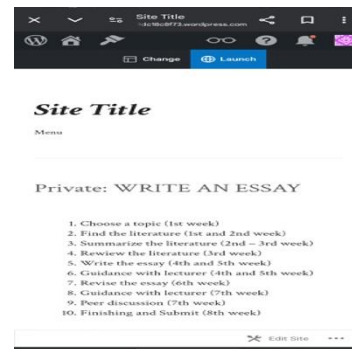 Site Title
Change
Launch
Site Title
Menu
Private: WRITE AN ESSAY
1. Choose a topic (1st week)
2. Find the literature (1st and 2nd week)
3. Summarize the literature (2nd – 3rd week)
4. Rewiew the literature (3rd week)
5. Write the essay (4th and 5th week)
6. Guidance with lecturer (4th and 5th week)
7. Revise the essay (6th week)
8. Guidance with lecturer (7th week)
9. Peer discussion (7th week)
10. Finishing and Submit (8th week)
Edit Site